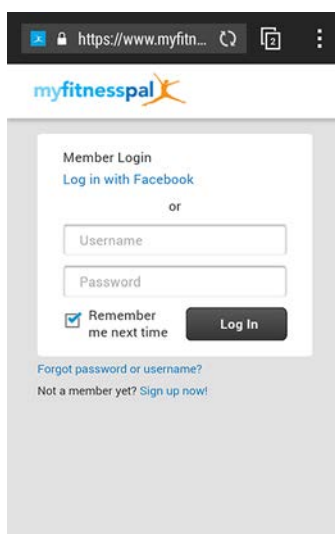 https://www.myfitn...
2
myfitnesspal
Member Login
Log in with Facebook
or
Username
Password
Remember
me next time
Log In
Forgot password or username?
Not a member yet? Sign up now!